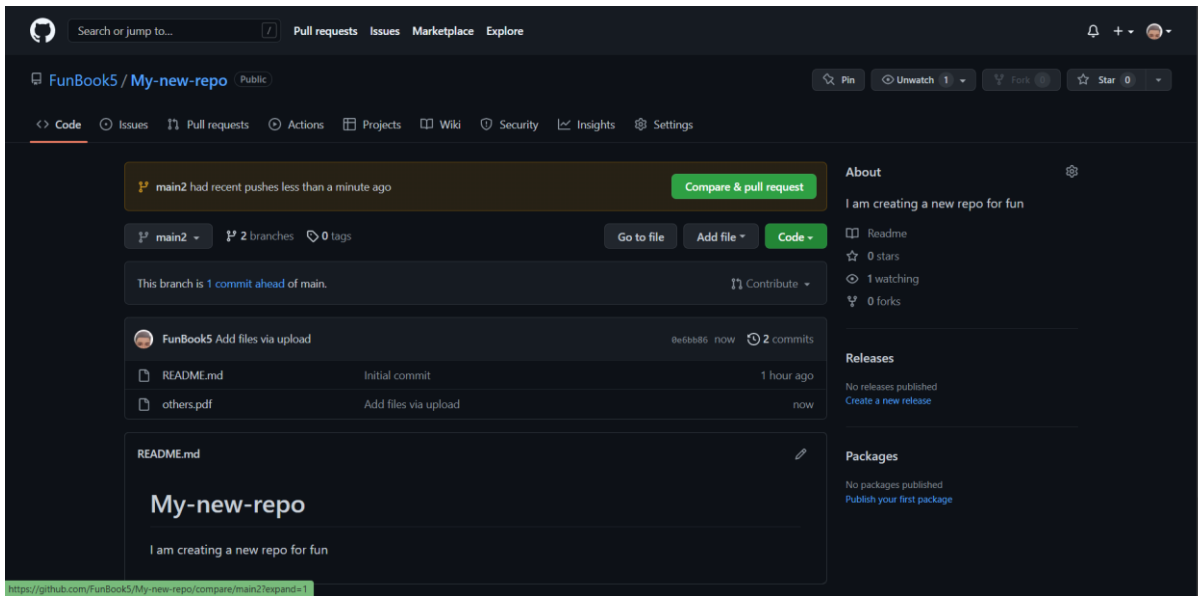 Search or jump to... / Pull requests Issues Marketplace Explore
FunBook5 / My-new-repo Public Pin Unwatch 1 Fork 0 Star 0
Code Issues Pull requests Actions Projects Wiki Security Insights Settings
main2 had recent pushes less than a minute ago Compare & pull request
main2 2 branches 0 tags Go to file Add file Code
This branch is 1 commit ahead of main. Contribute
FunBook5 Add files via upload 0e6bb86 now 2 commits
README.md Initial commit 1 hour ago
others.pdf Add files via upload now
README.md
My-new-repo
I am creating a new repo for fun
About
I am creating a new repo for fun
Readme
0 stars
1 watching
0 forks
Releases
No releases published
Create a new release
Packages
No packages published
Publish your first package
https://github.com/FunBook5/My-new-repo/compare/main2?expand=1